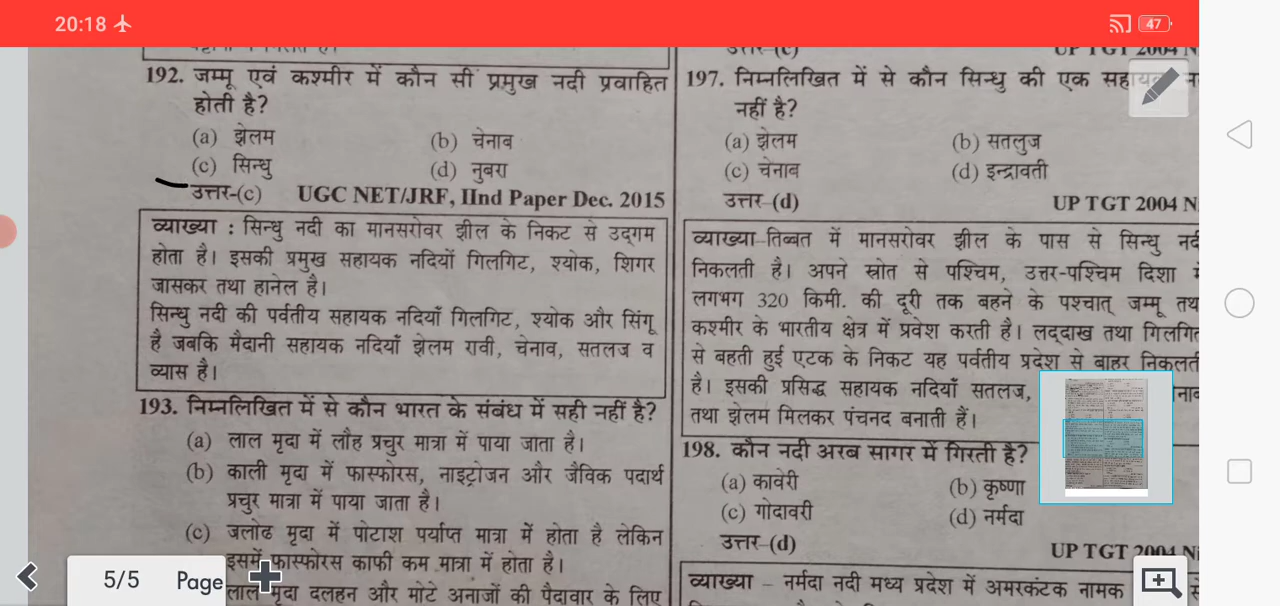 20:18
47
192. जम्मू एवं कश्मीर में कौन सी प्रमुख नदी प्रवाहित
होती है?
(a) झेलम (b) चेनाब
(c) सिन्धु (d) नुबरा
उत्तर-(c) UGC NET/JRF, IInd Paper Dec. 2015
व्याख्या : सिन्धु नदी का मानसरोवर झील के निकट से उद्गम
होता है। इसकी प्रमुख सहायक नदियों गिलगिट, श्योक, शिगर
जासकर तथा हानेल है।
सिन्धु नदी की पर्वतीय सहायक नदियाँ गिलगिट, श्योक और सिंगू
है जबकि मैदानी सहायक नदियाँ झेलम रावी, चेनाव, सतलज व
व्यास है।
193. निम्नलिखित में से कौन भारत के संबंध में सही नहीं है?
(a) लाल मृदा में लौह प्रचुर मात्रा में पाया जाता है।
(b) काली मृदा में फास्फोरस, नाइट्रोजन और जैविक पदार्थ
प्रचुर मात्रा में पाया जाता है।
(c) जलोढ मृदा में पोटाश पर्याप्त मात्रा में होता है लेकिन
इसमें फास्फोरस काफी कम मात्रा में होता है।
लाल मृदा दलहन और मोटे अनाजों की पैदावार के लिए
5/5 Page
उत्तर-(c) UP TGT 2004
197. निम्नलिखित में से कौन सिन्धु की एक
नहीं है?
(a) झेलम (b) सतलुज
(c) चेनाब (d) इन्द्रावती
उत्तर-(d) UP TGT 2004
व्याख्या-तिब्बत में मानसरोवर झील के पास से सिन्धु
निकलती है। अपने स्रोत से पश्चिम, उत्तर-पश्चिम दिशा
लगभग 320 किमी. की दूरी तक बहने के पश्चात् जम्मू
कश्मीर के भारतीय क्षेत्र में प्रवेश करती है। लद्दाख तथा
से बहती हुई एटक के निकट यह पर्वतीय प्रदेश से बाहर निकलती
है। इसकी प्रसिद्ध सहायक नदियाँ सतलज,
तथा झेलम मिलकर पंचनद बनाती हैं।
198. कौन नदी अरब सागर में गिरती है?
(a) कावेरी (b) कृष्णा
(c) गोदावरी (d) नर्मदा
उत्तर-(d) UP TGT 2004
व्याख्या - नर्मदा नदी मध्य प्रदेश में अमरकंटक नामक